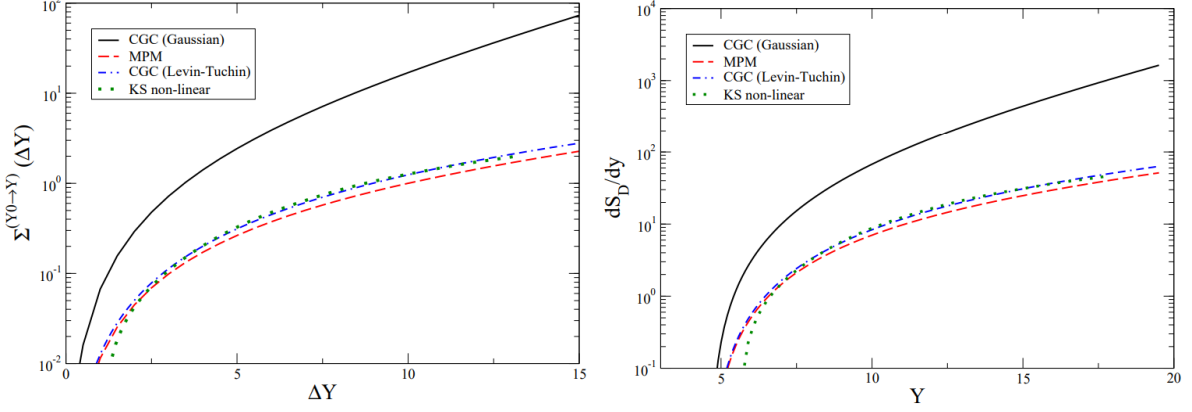 10^2
10^1
10^0
10^-1
10^-2
Σ^(Y0→Y) (ΔY)
CGC (Gaussian)
MPM
CGC (Levin-Tuchin)
KS non-linear
0 5 10 15
ΔY
10^4
10^3
10^2
10^1
10^0
10^-1
dS_D/dy
CGC (Gaussian)
MPM
CGC (Levin-Tuchin)
KS non-linear
5 10 15 20
Y